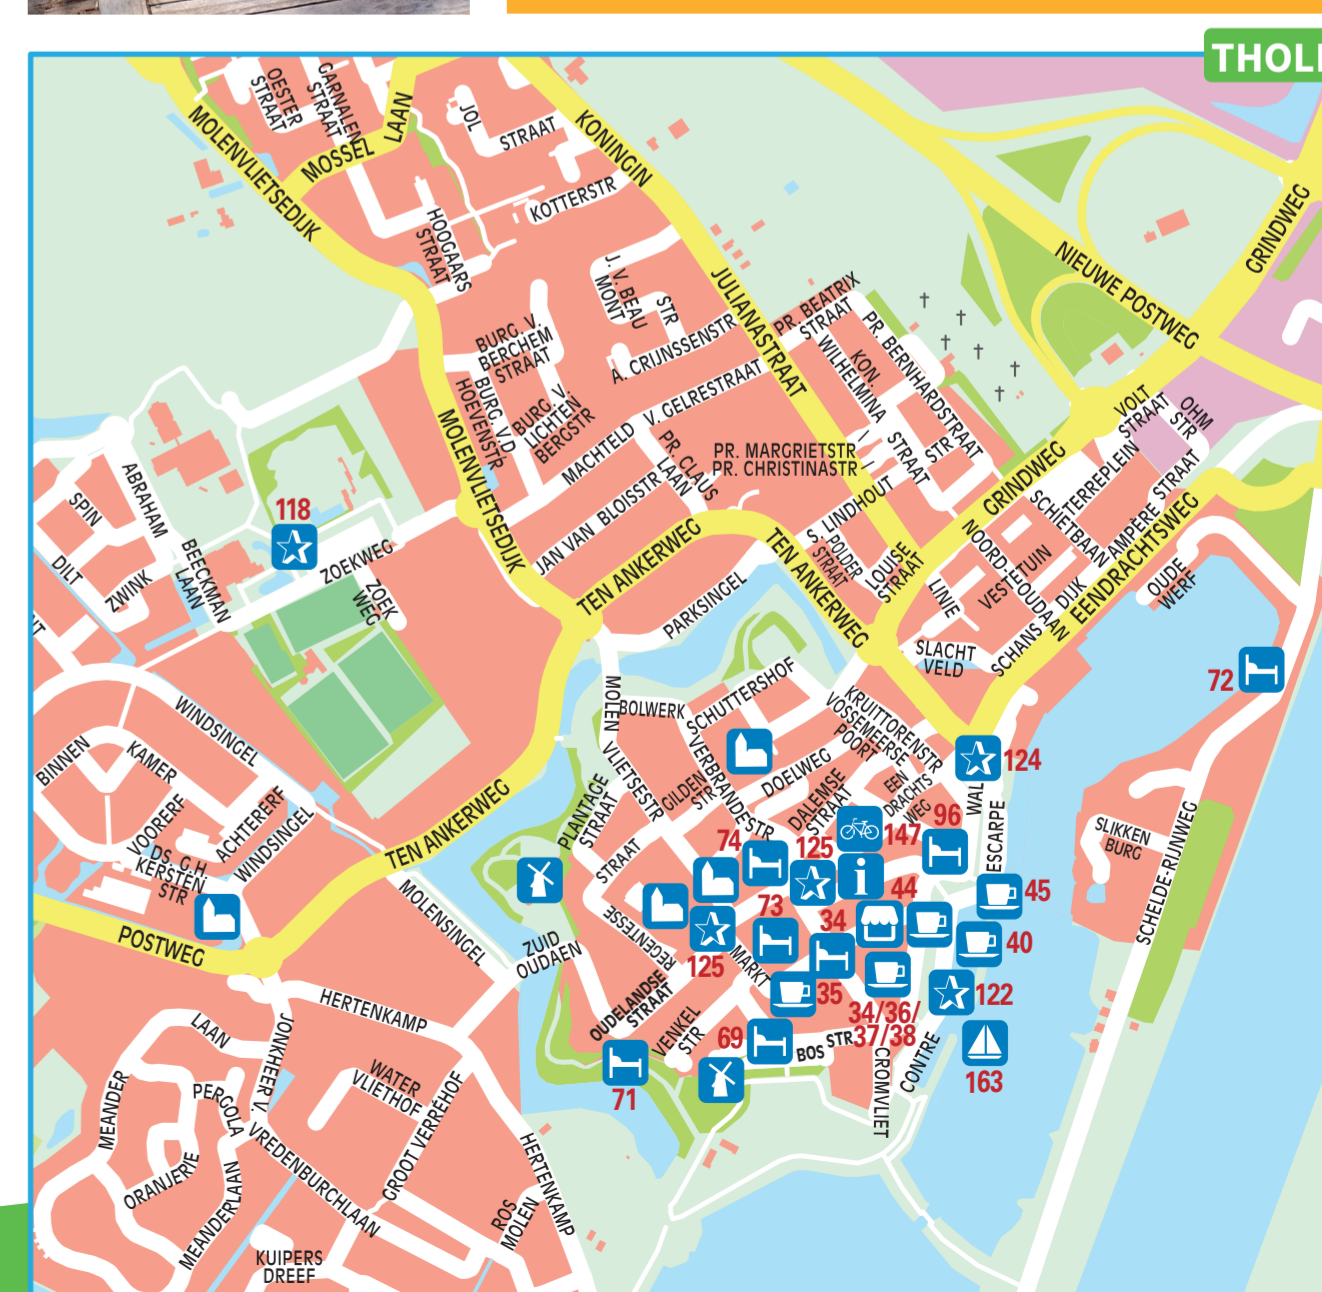 THOL
OESTER
STRAAT
GARNALEN
STRAAT
MOSSEL
LAAN
JOL
STRAAT
KONINGIN
MOLENVLIETSEDIJK
KOTTERSTR
HOOGAARS
STRAAT
GRINDWEG
NIEUWE POSTWEG
J. V. BEAU
MONT
STR
JULIANASTRAAT
PR. BEATRIX
STRAAT
PR. BERNHARDSTRAAT
BURG. V.
BERCHEM
STRAAT
A. CRIJNSSENSTR
KON.
WILHELMINA
STRAAT
STR
BURG. V.D.
HOEVENSTR
BURG. V.
LICHTEN
BERGSTR
MACHTELD V. GELRESTRAAT
VOLT
STRAAT
OHM
STR
MOLENVLIETSEDIJK
PR. CLAUS
LAAN
PR. MARGRIETSTR
PR. CHRISTINASTR
GRINDWEG
ETERREPLEIN
SCHIETBAAN
AMPÈRE STRAAT
JAN VAN BLOISSTR
S. LINDHOUT
POLDER
STRAAT
LOUISE
STRAAT
SPIN
ABRAHAM
BEECKMAN
LAAN
118
DILT
ZWINK
ZOEKWEG
ZOEK
WEG
TEN ANKERWEG
TEN ANKERWEG
PARKSINGEL
NOORD-OUDAAN
VESTETUIN
LINIE
EENDRACHTSWEG
OUDE
WERF
SCHANS DIJK
SLACHT
VELD
72
WINDSINGEL
MOLEN
VLIETSESTR
BOLWERK
SCHUTTERSHOF
KRUITTORENSTR
VOSSEMEERSE
POORT
124
BINNEN
KAMER
VOORERF
ACHTERERF
DS. G.H.
KERSTEN
STR
WINDSINGEL
TEN ANKERWEG
PLANTAGE
STRAAT
GILDEN
STR
VERBRANDESTR
DOELWEG
DALEMSE
STRAAT
EEN
DRACHTS
WEG
WAL
ESCARPE
96
147
74
125
44
45
SLIKKEN
BURG
SCHELDE-RIJNWEG
STRAAT
REGENTESSE
73
34
40
125
MARKT
35
122
POSTWEG
MOLENSINGEL
ZUID
OUDAEN
OUDELANDSE
STRAAT
VENKEL
STR
34/36/
37/38
69
BOS STR
71
CROMVLIET
CONTRE
163
HERTENKAMP
LAAN
JONKHEER V.
VREDENBURCHLAAN
MEANDER
PERGOLA
WATER
VLIETHOF
GROOT VERREHOF
ORANJERIE
MEANDERLAAN
HERTENKAMP
ROS
MOLEN
KUIPERS
DREEF